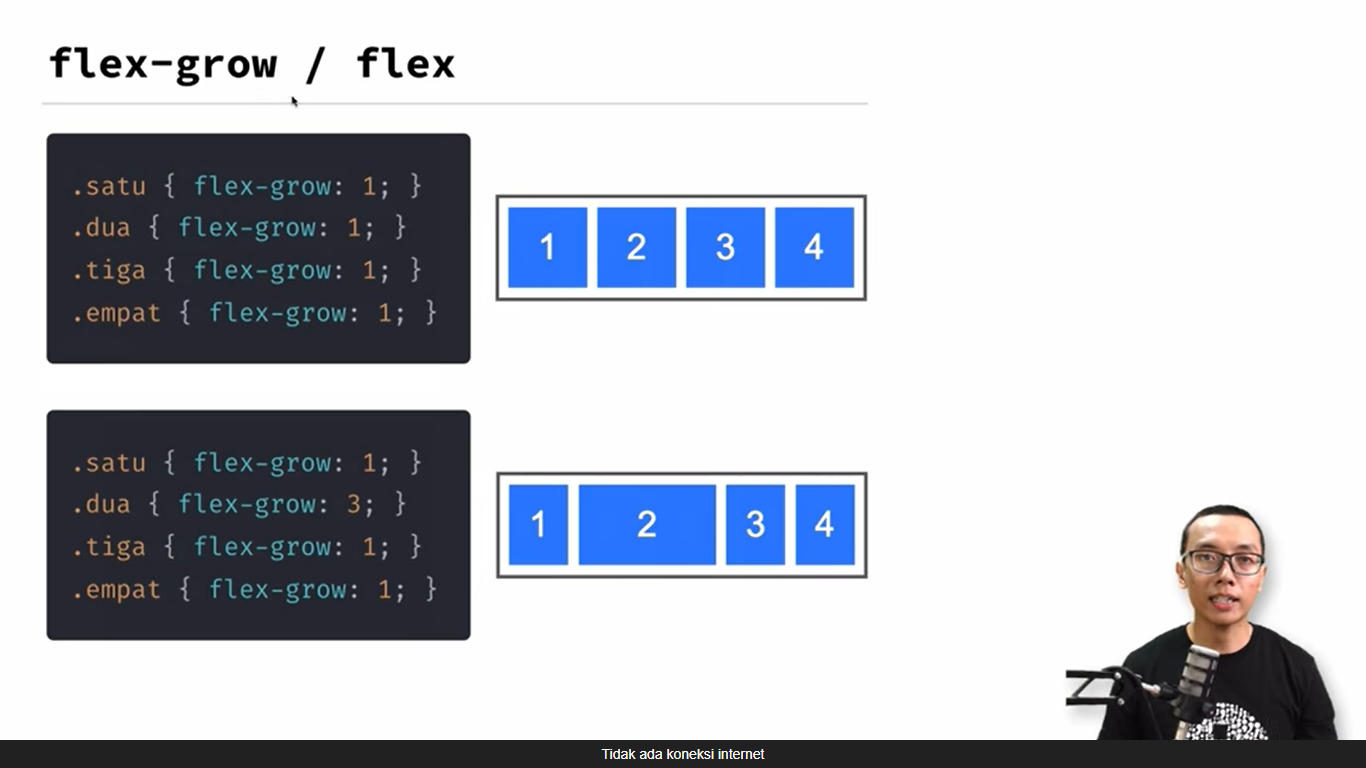 flex-grow / flex
.satu { flex-grow: 1; }
.dua { flex-grow: 1; }
.tiga { flex-grow: 1; }
.empat { flex-grow: 1; }
1 2 3 4
.satu { flex-grow: 1; }
.dua { flex-grow: 3; }
.tiga { flex-grow: 1; }
.empat { flex-grow: 1; }
1 2 3 4
Tidak ada koneksi internet